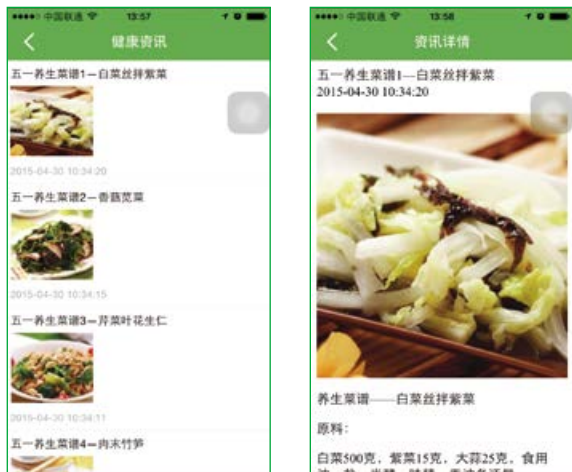 中国联通 13:57
健康资讯
五一养生菜谱1—白菜丝拌紫菜
2015-04-30 10:34:20
五一养生菜谱2—香菇苋菜
2015-04-30 10:34:15
五一养生菜谱3—芹菜叶花生仁
2015-04-30 10:34:11
五一养生菜谱4—肉末竹笋
中国联通 13:58
资讯详情
五一养生菜谱1—白菜丝拌紫菜
2015-04-30 10:34:20
养生菜谱——白菜丝拌紫菜
原料:
白菜500克，紫菜15克，大蒜25克，食用